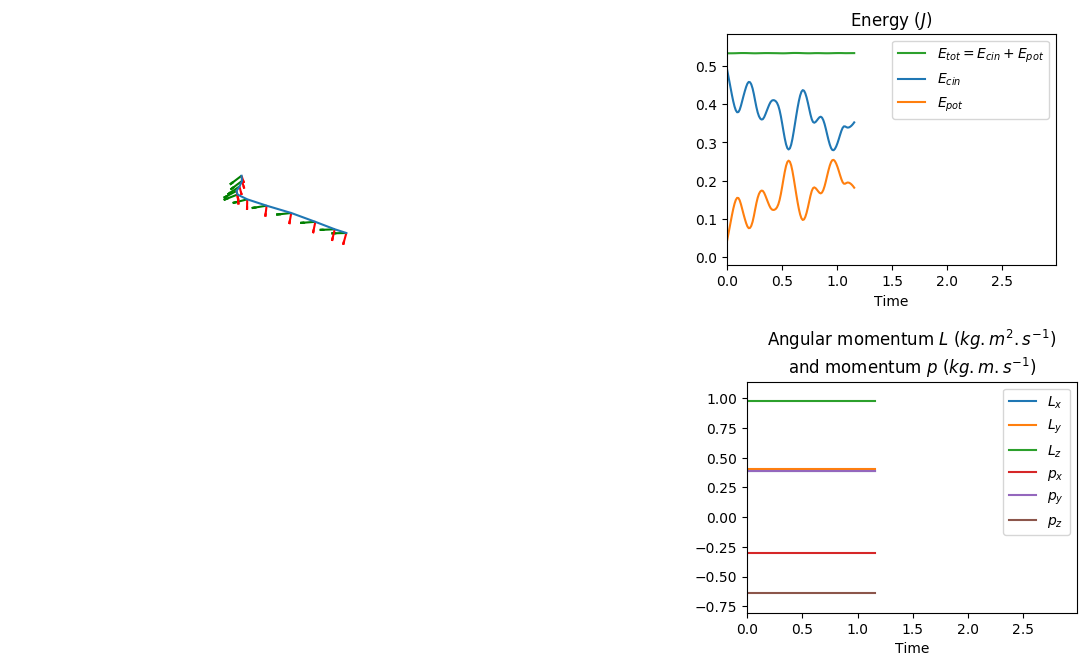 Energy (J)
E_tot = E_cin + E_pot
E_cin
E_pot
0.5
0.4
0.3
0.2
0.1
0.0
0.0 0.5 1.0 1.5 2.0 2.5
Time
Angular momentum L (kg.m².s⁻¹)
and momentum p (kg.m.s⁻¹)
1.00
0.75
0.50
0.25
0.00
−0.25
−0.50
−0.75
L_x
L_y
L_z
p_x
p_y
p_z
0.0 0.5 1.0 1.5 2.0 2.5
Time